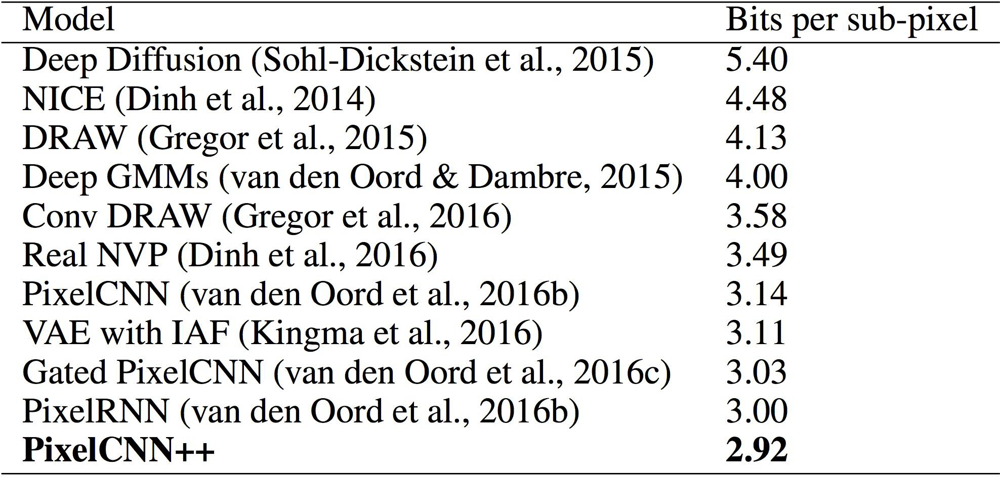 Model Bits per sub-pixel
Deep Diffusion (Sohl-Dickstein et al., 2015) 5.40
NICE (Dinh et al., 2014) 4.48
DRAW (Gregor et al., 2015) 4.13
Deep GMMs (van den Oord & Dambre, 2015) 4.00
Conv DRAW (Gregor et al., 2016) 3.58
Real NVP (Dinh et al., 2016) 3.49
PixelCNN (van den Oord et al., 2016b) 3.14
VAE with IAF (Kingma et al., 2016) 3.11
Gated PixelCNN (van den Oord et al., 2016c) 3.03
PixelRNN (van den Oord et al., 2016b) 3.00
PixelCNN++ 2.92